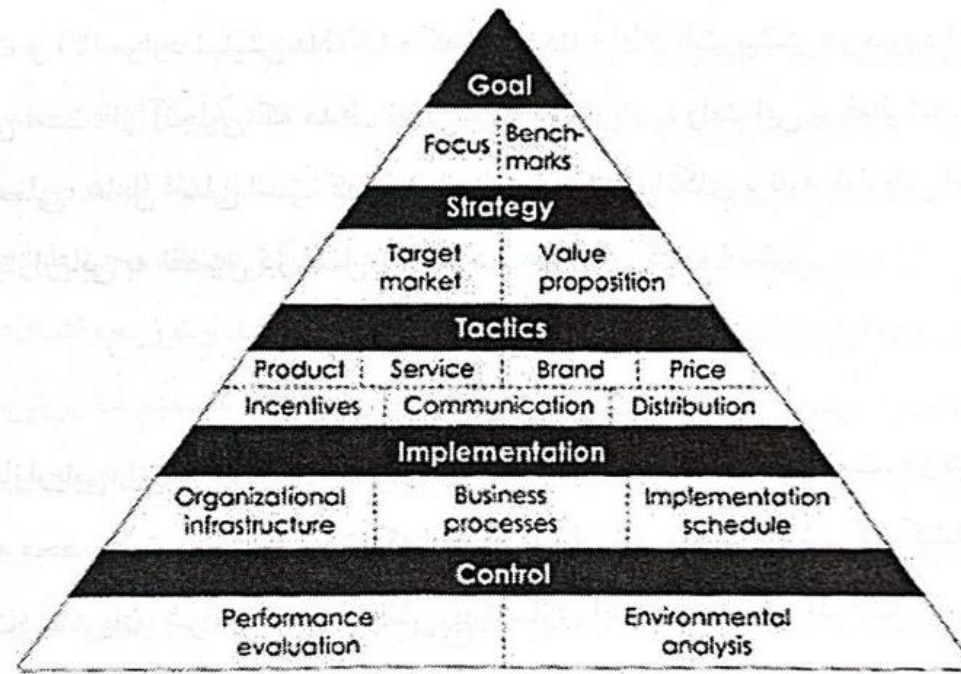 Goal
Focus
Bench-
marks
Strategy
Target
market
Value
proposition
Tactics
Product Service Brand Price
Incentives Communication Distribution
Implementation
Organizational
infrastructure
Business
processes
Implementation
schedule
Control
Performance
evaluation
Environmental
analysis